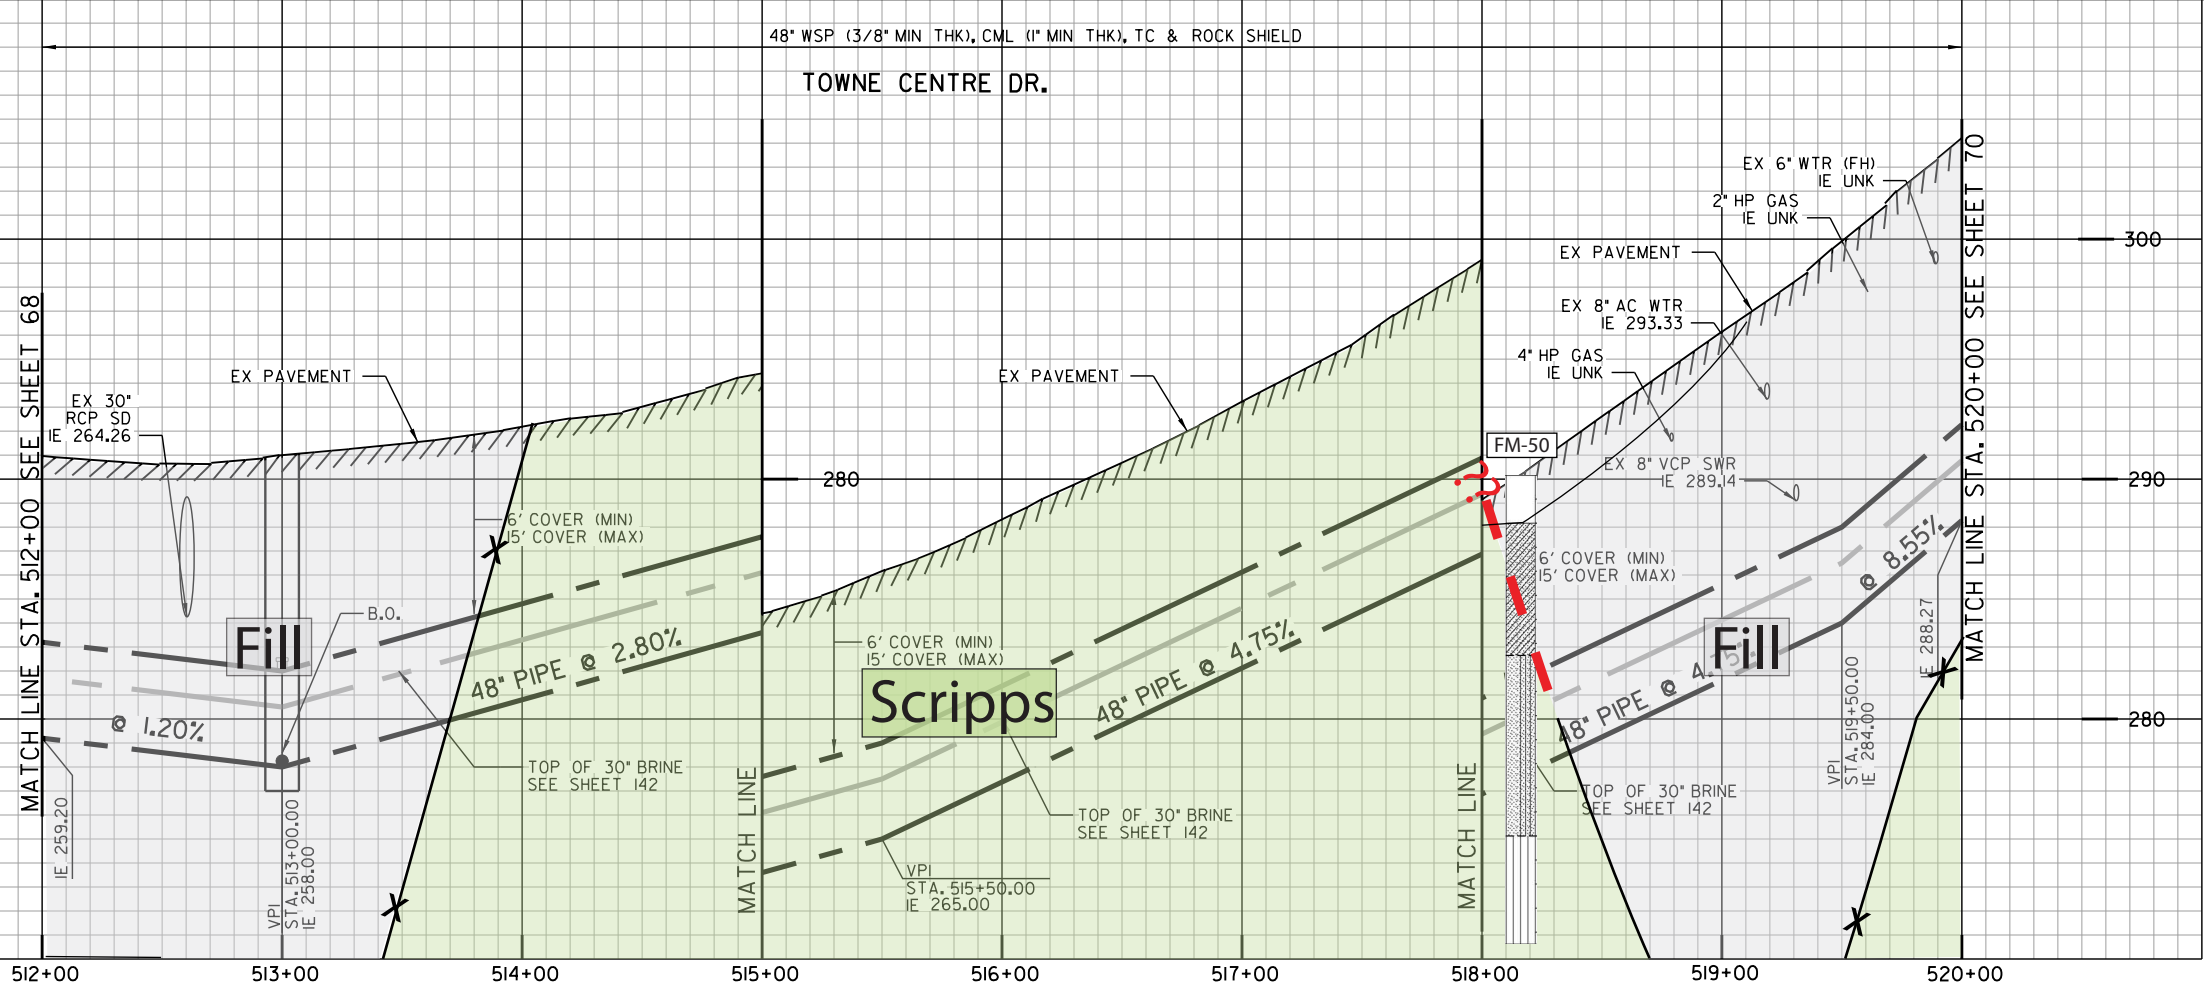 48" WSP (3/8" MIN THK), CML (1" MIN THK), TC & ROCK SHIELD
TOWNE CENTRE DR.
MATCH LINE STA. 512+00 SEE SHEET 68
EX 30"
RCP SD
IE 264.26
EX PAVEMENT
Fill
B.O.
@ 1.20%
IE 259.20
VPI
STA. 513+00.00
IE 258.00
6' COVER (MIN)
15' COVER (MAX)
48" PIPE @ 2.80%
TOP OF 30" BRINE
SEE SHEET 142
MATCH LINE
280
EX PAVEMENT
6' COVER (MIN)
15' COVER (MAX)
Scripps
48" PIPE @ 4.75%
TOP OF 30" BRINE
SEE SHEET 142
VPI
STA. 515+50.00
IE 265.00
MATCH LINE
??
FM-50
EX 6" WTR (FH)
IE UNK
2" HP GAS
IE UNK
EX PAVEMENT
EX 8" AC WTR
IE 293.33
4" HP GAS
IE UNK
EX 8" VCP SWR
IE 289.14
6' COVER (MIN)
15' COVER (MAX)
Fill
48" PIPE @ 4.75%
@ 8.55%
TOP OF 30" BRINE
SEE SHEET 142
VPI
STA. 519+50.00
IE 284.00
IE 288.27
MATCH LINE STA. 520+00 SEE SHEET 70
300
290
280
512+00 513+00 514+00 515+00 516+00 517+00 518+00 519+00 520+00